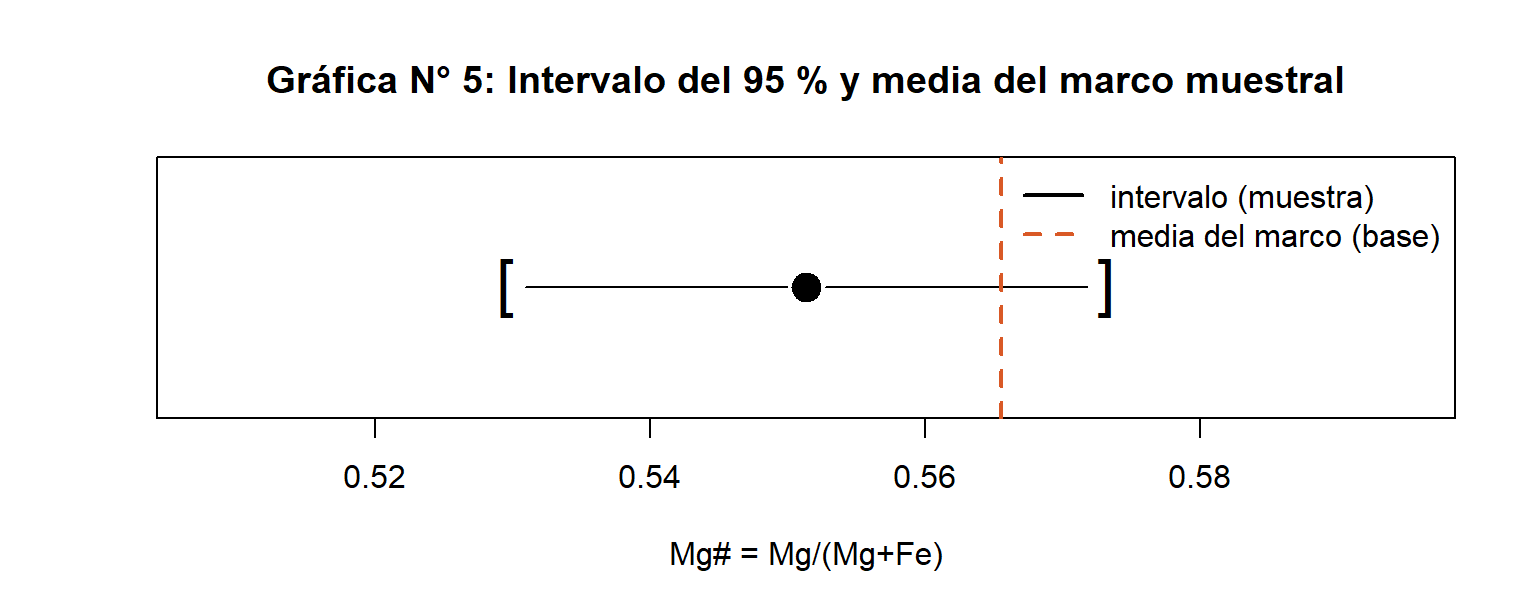 Gráfica N° 5: Intervalo del 95 % y media del marco muestral
intervalo (muestra)
media del marco (base)
[ ]
0.52 0.54 0.56 0.58
Mg# = Mg/(Mg+Fe)